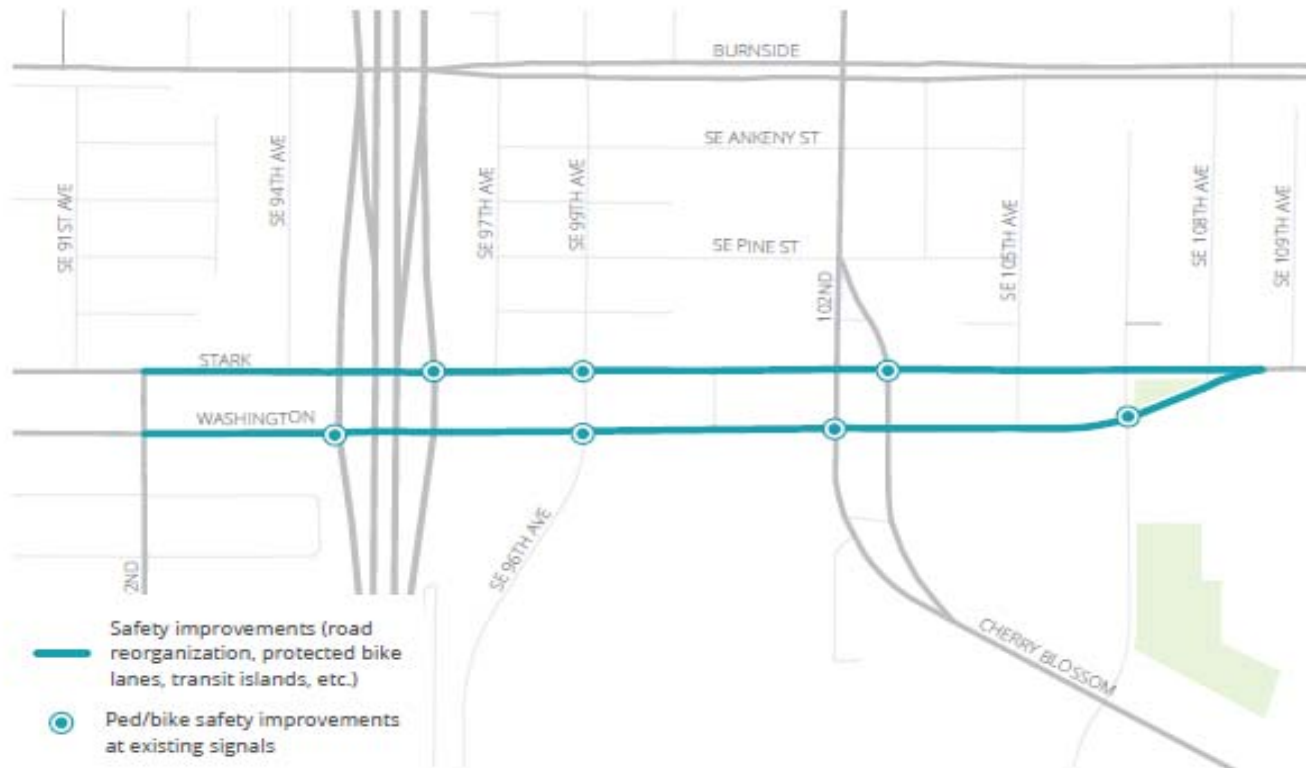 BURNSIDE
SE ANKENY ST
SE 94TH AVE
SE 97TH AVE
SE 99TH AVE
SE 91ST AVE
SE 108TH AVE
SE 109TH AVE
SE PINE ST
SE 105TH AVE
102ND
STARK
WASHINGTON
SE 96TH AVE
2ND
CHERRY BLOSSOM
Safety improvements (road
reorganization, protected bike
lanes, transit islands, etc.)
Ped/bike safety improvements
at existing signals